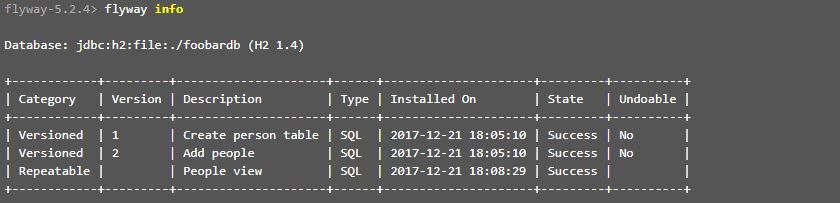 flyway-5.2.4> flyway info
Database: jdbc:h2:file:./foobardb (H2 1.4)
+------------+---------+---------------------+------+---------------------+---------+----------+
| Category   | Version | Description         | Type | Installed On        | State   | Undoable |
+------------+---------+---------------------+------+---------------------+---------+----------+
| Versioned  | 1       | Create person table | SQL  | 2017-12-21 18:05:10 | Success | No       |
| Versioned  | 2       | Add people          | SQL  | 2017-12-21 18:05:10 | Success | No       |
| Repeatable |         | People view         | SQL  | 2017-12-21 18:08:29 | Success |          |
+------------+---------+---------------------+------+---------------------+---------+----------+